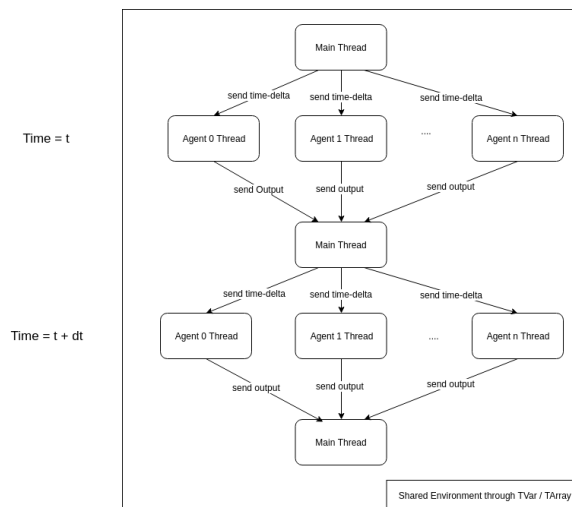 Main Thread
send time-delta
send time-delta
send time-delta
Time = t
Agent 0 Thread
Agent 1 Thread
....
Agent n Thread
send Output
send output
send output
Main Thread
send time-delta
send time-delta
send time-delta
Time = t + dt
Agent 0 Thread
Agent 1 Thread
....
Agent n Thread
send output
send output
send output
Main Thread
Shared Environment through TVar / TArray